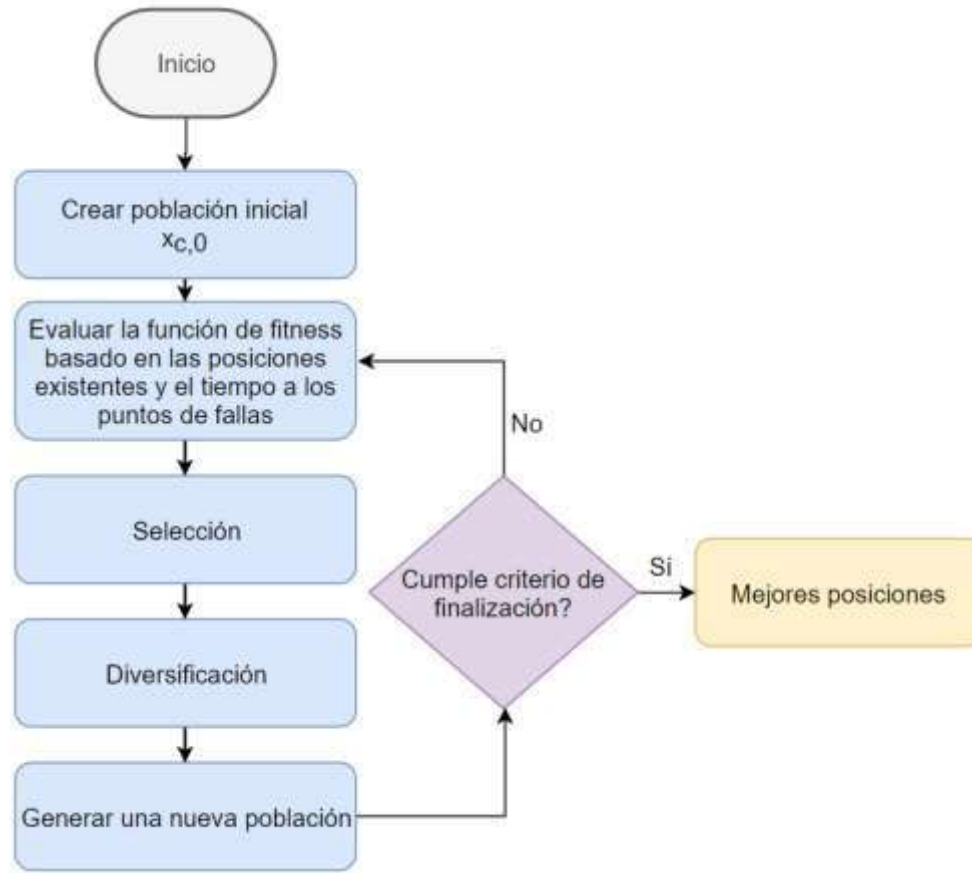 Inicio
Crear población inicial
xc,0
Evaluar la función de fitness
basado en las posiciones
existentes y el tiempo a los
puntos de fallas
Selección
Diversificación
Generar una nueva población
No
Cumple criterio de
finalización?
Sí
Mejores posiciones